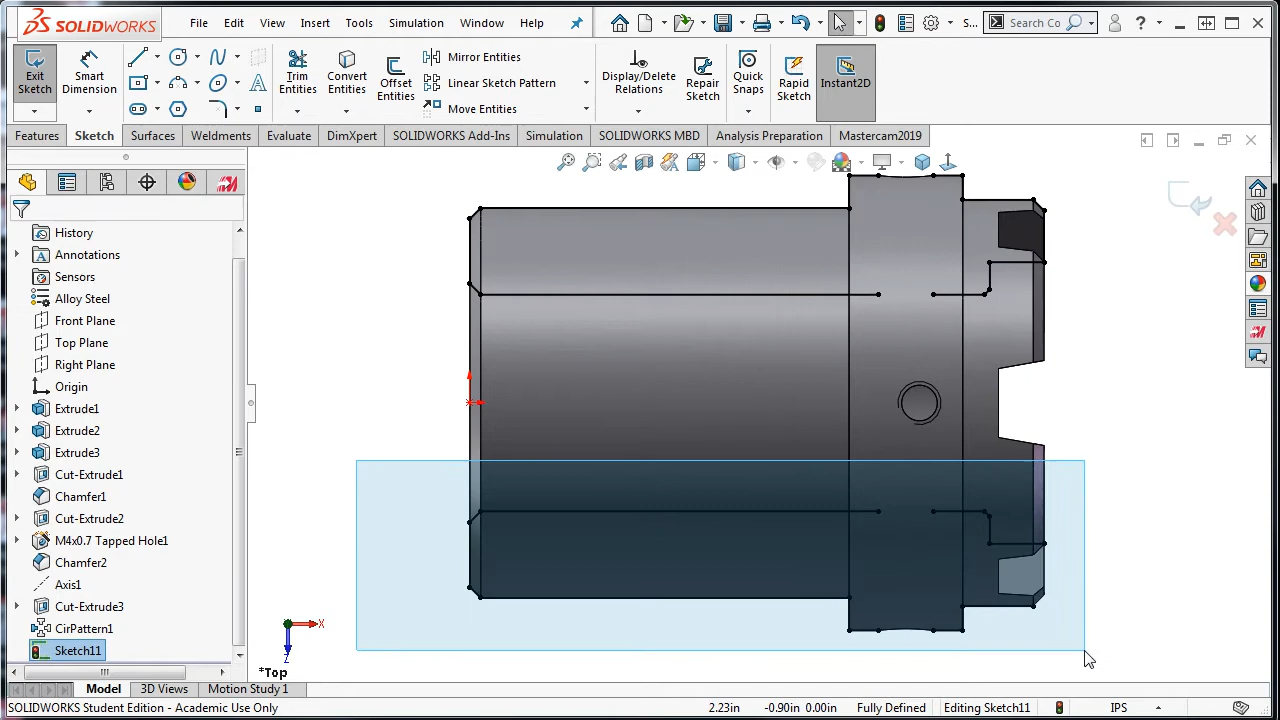 SOLIDWORKS File Edit View Insert Tools Simulation Window Help S... Search Co
Exit Sketch
Smart Dimension
Trim Entities
Convert Entities
Offset Entities
Mirror Entities
Linear Sketch Pattern
Move Entities
Display/Delete Relations
Repair Sketch
Quick Snaps
Rapid Sketch
Instant2D
Features Sketch Surfaces Weldments Evaluate DimXpert SOLIDWORKS Add-Ins Simulation SOLIDWORKS MBD Analysis Preparation Mastercam2019
History
Annotations
Sensors
Alloy Steel
Front Plane
Top Plane
Right Plane
Origin
Extrude1
Extrude2
Extrude3
Cut-Extrude1
Chamfer1
Cut-Extrude2
M4x0.7 Tapped Hole1
Chamfer2
Axis1
Cut-Extrude3
CirPattern1
Sketch11
X
Z
*Top
Model 3D Views Motion Study 1
SOLIDWORKS Student Edition - Academic Use Only 2.23in -0.90in 0.00in Fully Defined Editing Sketch11 IPS